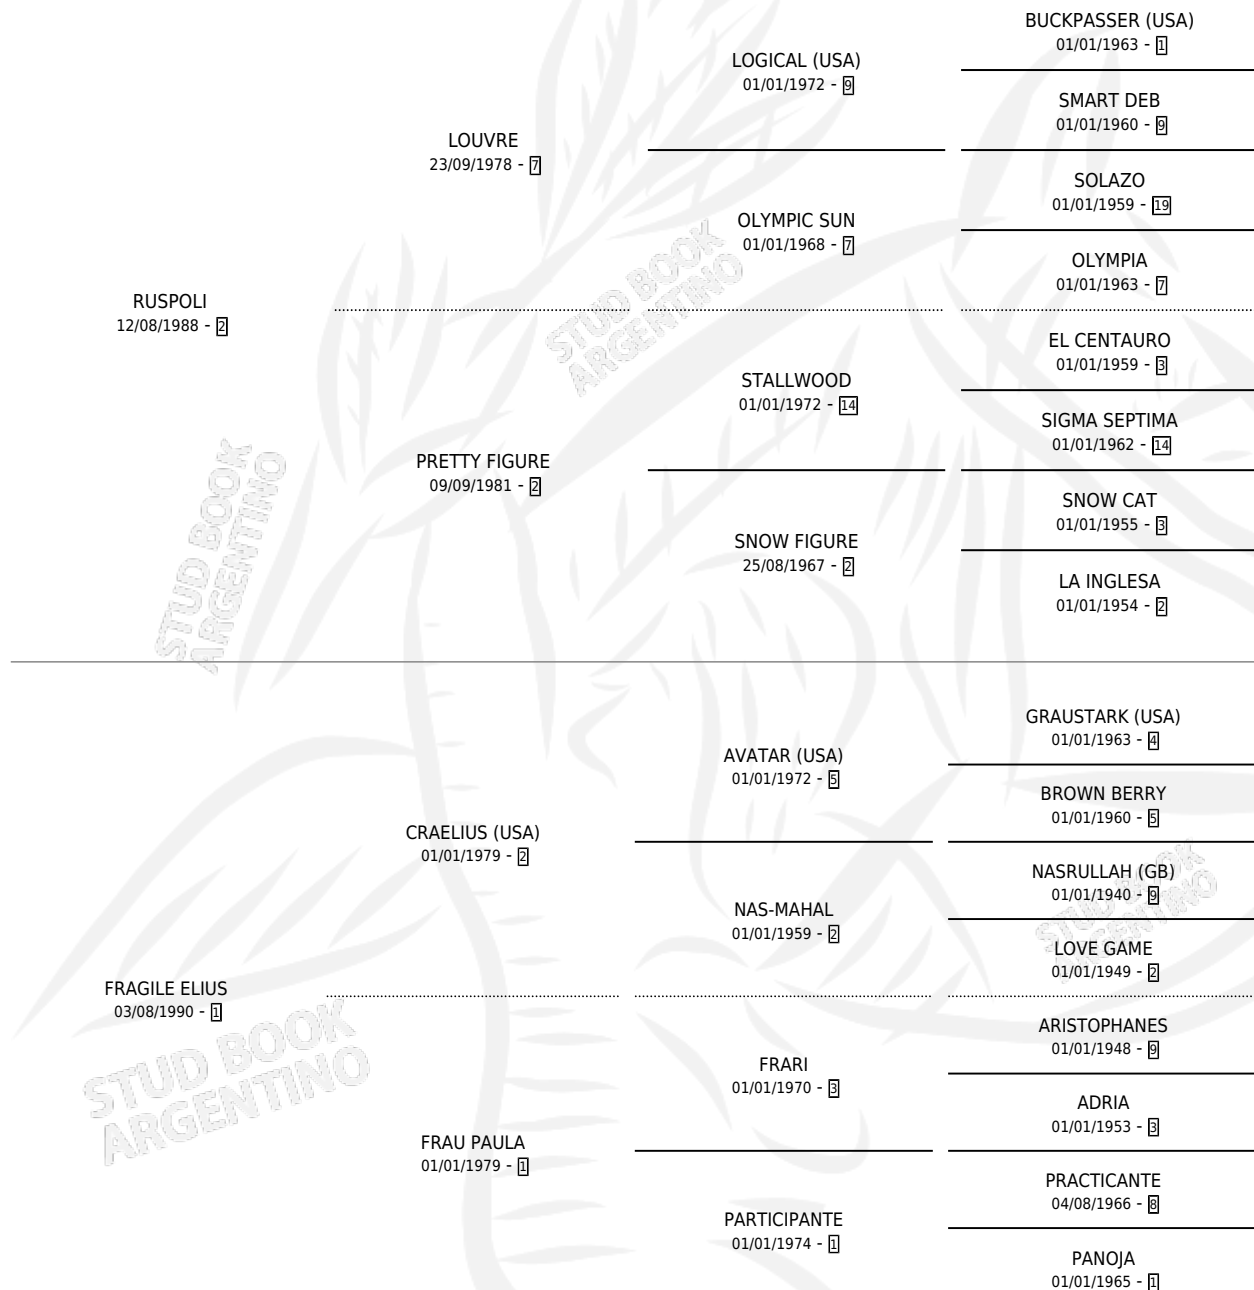 BUCKPASSER (USA)
01/01/1963 - 1
LOGICAL (USA)
01/01/1972 - 9
SMART DEB
01/01/1960 - 9
LOUVRE
23/09/1978 - 7
SOLAZO
01/01/1959 - 19
OLYMPIC SUN
01/01/1968 - 7
OLYMPIA
01/01/1963 - 7
RUSPOLI
12/08/1988 - 2
EL CENTAURO
01/01/1959 - 3
STALLWOOD
01/01/1972 - 14
SIGMA SEPTIMA
01/01/1962 - 14
PRETTY FIGURE
09/09/1981 - 2
SNOW CAT
01/01/1955 - 3
SNOW FIGURE
25/08/1967 - 2
LA INGLESA
01/01/1954 - 2
STUD BOOK
ARGENTINO
STUD BOOK
ARGENTINO
GRAUSTARK (USA)
01/01/1963 - 4
AVATAR (USA)
01/01/1972 - 5
BROWN BERRY
01/01/1960 - 5
CRAELIUS (USA)
01/01/1979 - 2
NASRULLAH (GB)
01/01/1940 - 9
NAS-MAHAL
01/01/1959 - 2
LOVE GAME
01/01/1949 - 2
FRAGILE ELIUS
03/08/1990 - 1
ARISTOPHANES
01/01/1948 - 9
FRARI
01/01/1970 - 3
ADRIA
01/01/1953 - 3
FRAU PAULA
01/01/1979 - 1
PRACTICANTE
04/08/1966 - 8
PARTICIPANTE
01/01/1974 - 1
PANOJA
01/01/1965 - 1
STUD BOOK
ARGENTINO
STUD BOOK
ARGENTINO